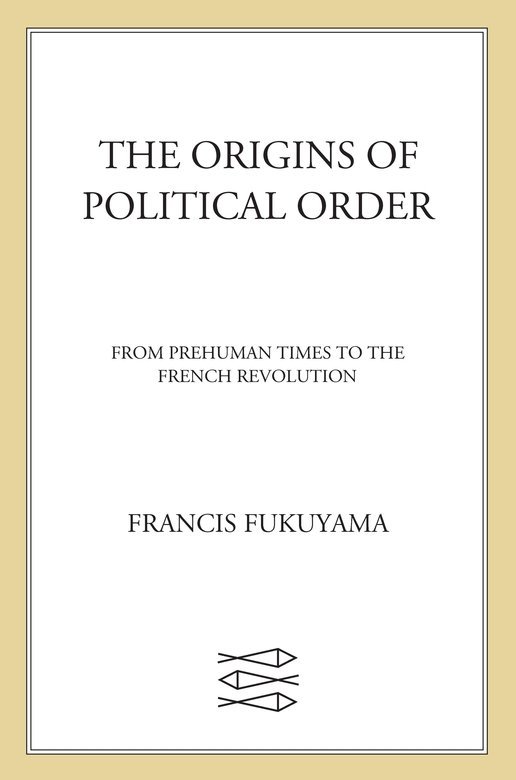 THE ORIGINS OF
POLITICAL ORDER
FROM PREHUMAN TIMES TO THE
FRENCH REVOLUTION
FRANCIS FUKUYAMA